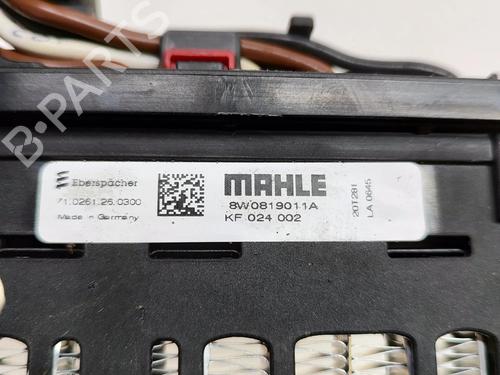 B-PARTS
Eberspächer
71.0261.26.0300
Made in Germany
MAHLE
8W0819011A
KF 024 002
20T281
LA 0645